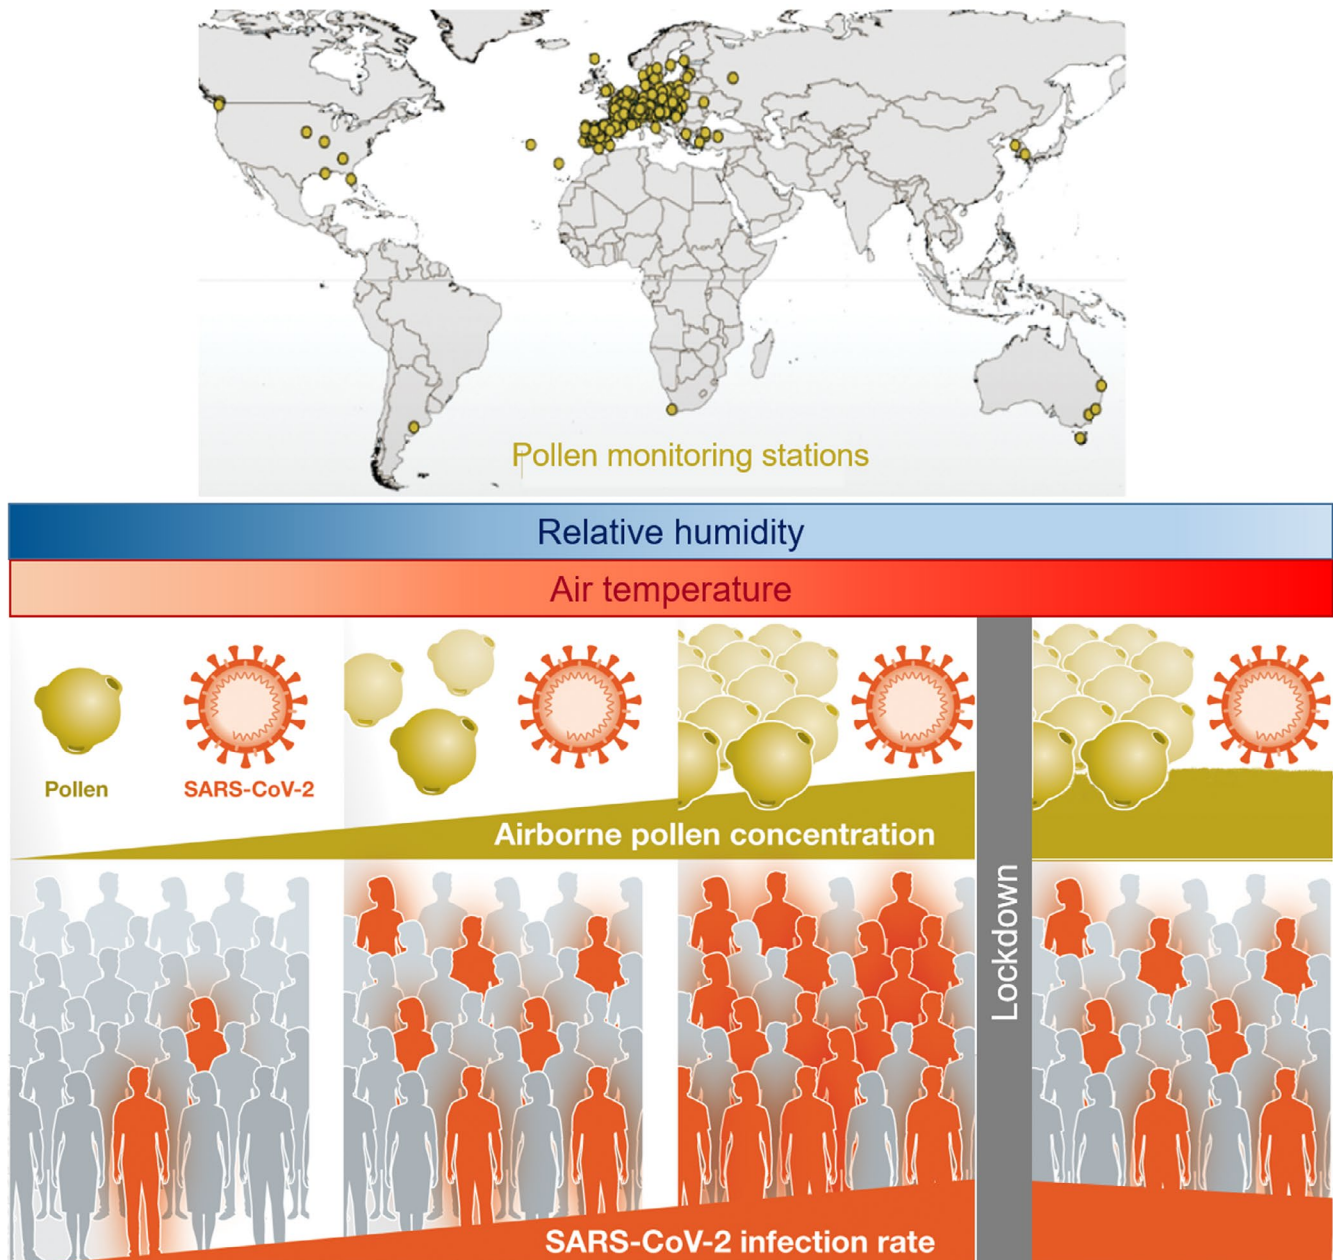 Pollen monitoring stations
Relative humidity
Air temperature
Pollen
SARS-CoV-2
Airborne pollen concentration
Lockdown
SARS-CoV-2 infection rate